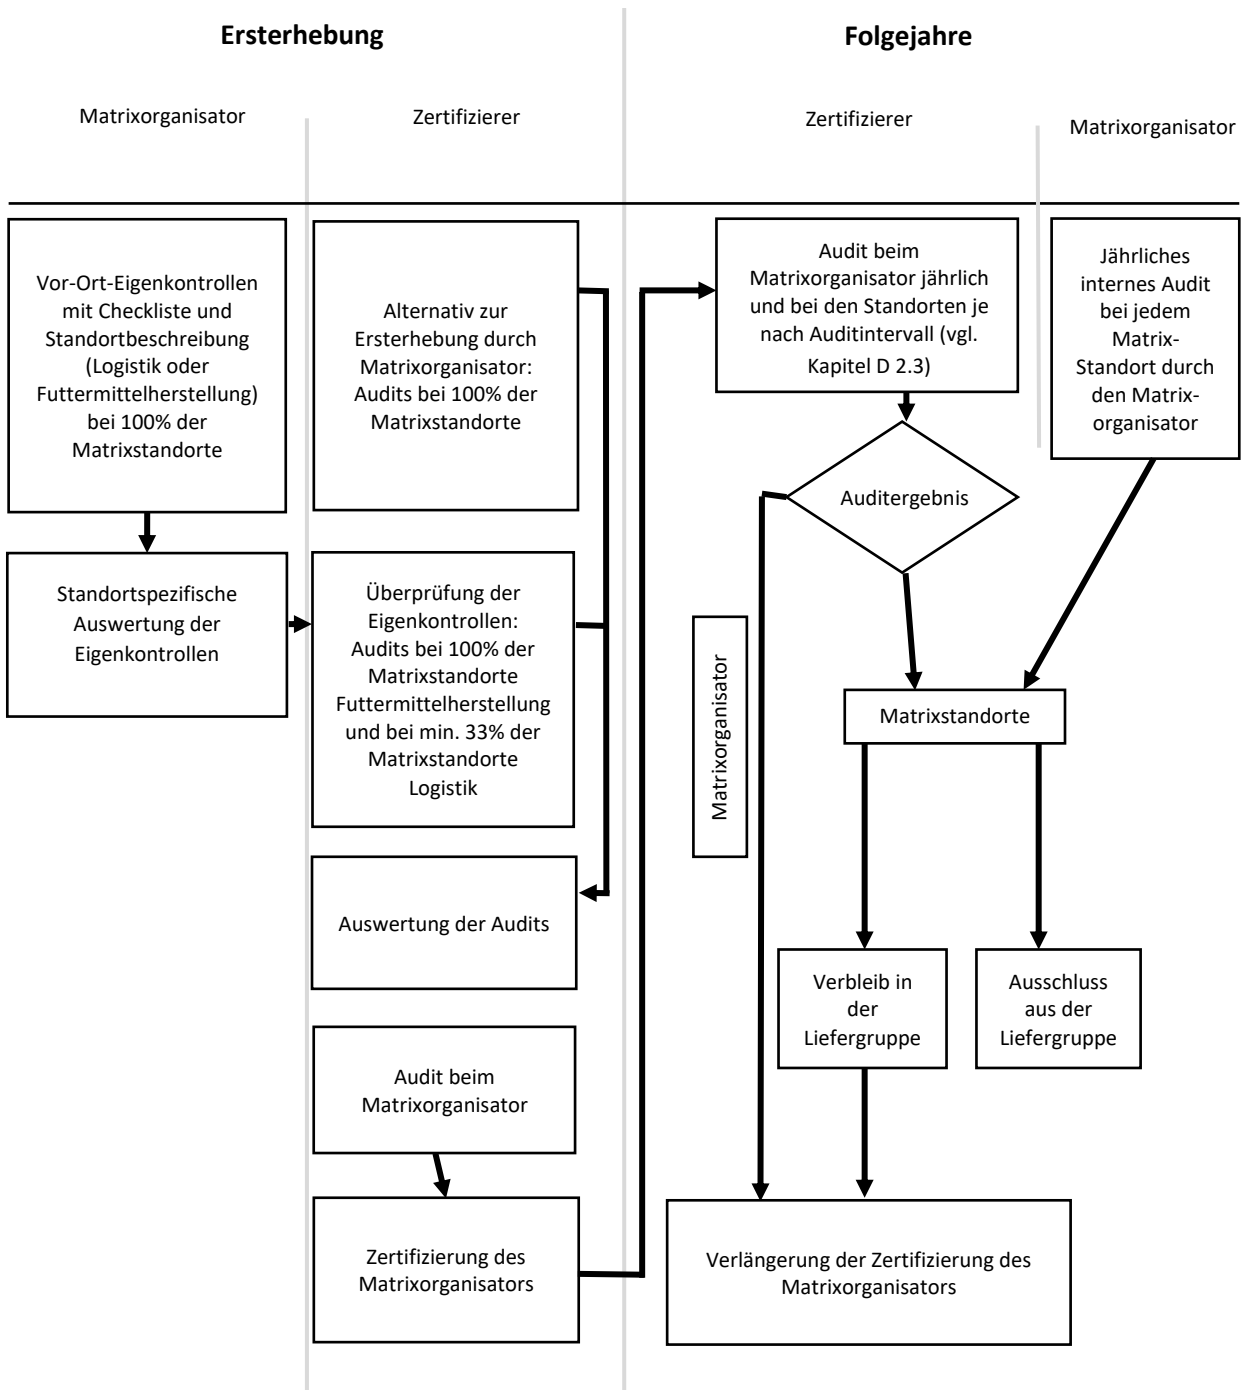 Ersterhebung
Folgejahre
Matrixorganisator
Zertifizierer
Zertifizierer
Matrixorganisator
Vor-Ort-Eigenkontrollen
mit Checkliste und
Standortbeschreibung
(Logistik oder
Futtermittelherstellung)
bei 100% der
Matrixstandorte
Standortspezifische
Auswertung der
Eigenkontrollen
Alternativ zur
Ersterhebung durch
Matrixorganisator:
Audits bei 100% der
Matrixstandorte
Überprüfung der
Eigenkontrollen:
Audits bei 100% der
Matrixstandorte
Futtermittelherstellung
und bei min. 33% der
Matrixstandorte
Logistik
Auswertung der Audits
Audit beim
Matrixorganisator
Zertifizierung des
Matrixorganisators
Audit beim
Matrixorganisator jährlich
und bei den Standorten je
nach Auditintervall (vgl.
Kapitel D 2.3)
Auditergebnis
Matrixorganisator
Jährliches
internes Audit
bei jedem
Matrix-
Standort durch
den Matrix-
organisator
Matrixstandorte
Verbleib in
der
Liefergruppe
Ausschluss
aus der
Liefergruppe
Verlängerung der Zertifizierung des
Matrixorganisators